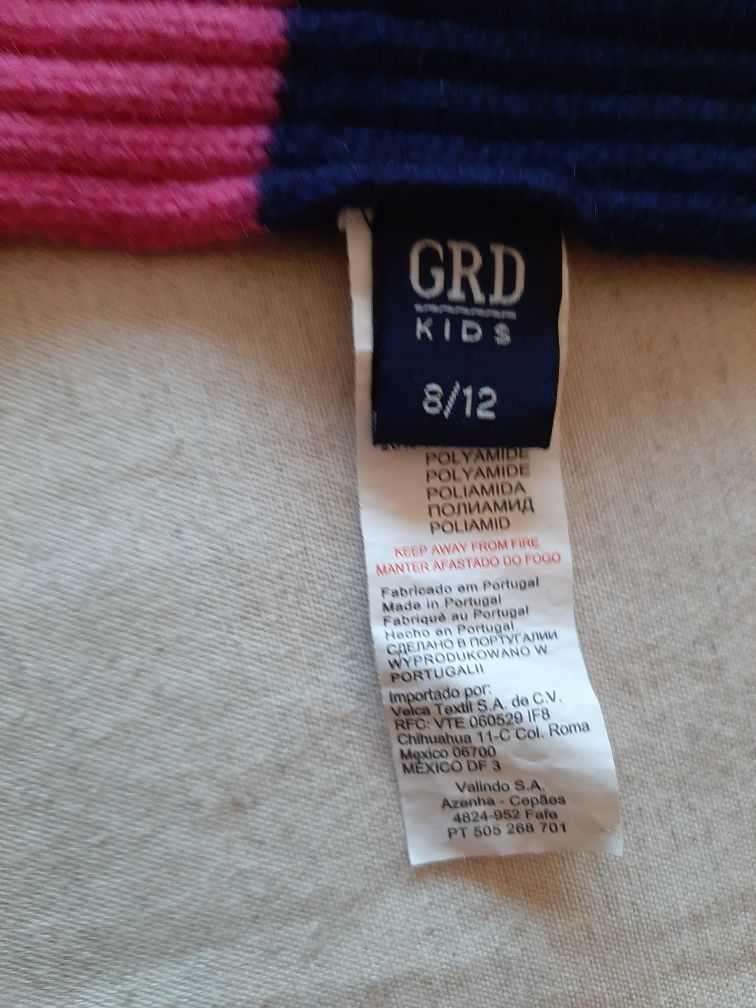 GRD
KIDS
8/12
POLYAMIDE
POLYAMIDE
POLIAMIDA
ПОЛИАМИД
POLIAMID
KEEP AWAY FROM FIRE
MANTER AFASTADO DO FOGO
Fabricado em Portugal
Made in Portugal
Fabriqué au Portugal
Hecho en Portugal
СДЕЛАНО В ПОРТУГАЛИИ
WYPRODUKOWANO W
PORTUGALII
Importado por:
Velca Textil S.A. de C.V.
RFC: VTE 060529 IF8
Chihuahua 11-C Col. Roma
Mexico 06700
MÉXICO DF 3
Valindo S.A.
Azenha - Cepães
4824-952 Fafe
PT 505 268 701